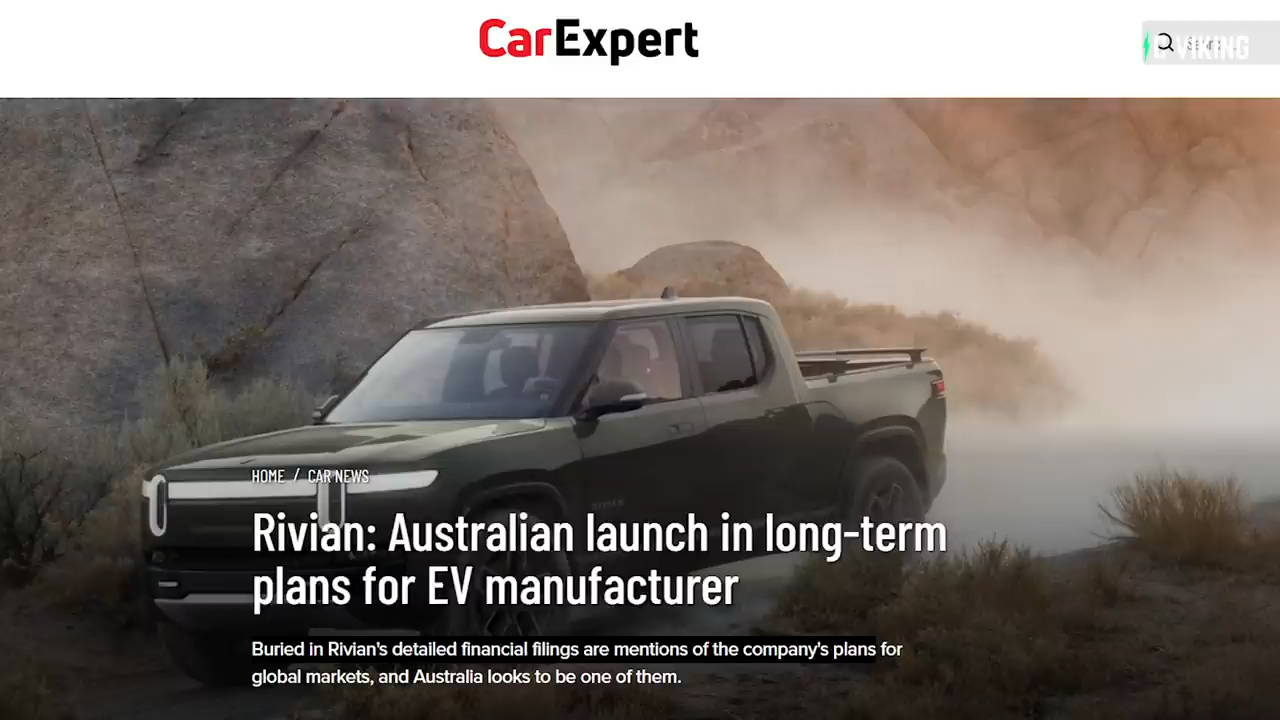 CarExpert
VIKING
HOME / CAR NEWS
Rivian: Australian launch in long-term
plans for EV manufacturer
Buried in Rivian's detailed financial filings are mentions of the company's plans for
global markets, and Australia looks to be one of them.